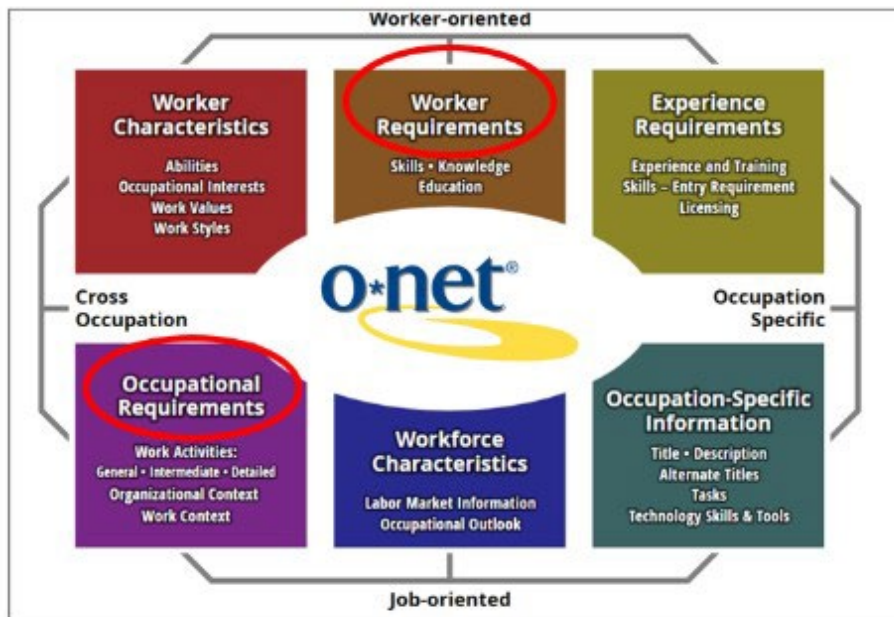 Worker-oriented
Worker
Characteristics
Abilities
Occupational Interests
Work Values
Work Styles
Worker
Requirements
Skills • Knowledge
Education
Experience
Requirements
Experience and Training
Skills – Entry Requirement
Licensing
Cross
Occupation
o*net®
Occupation
Specific
Occupational
Requirements
Work Activities:
General • Intermediate • Detailed
Organizational Context
Work Context
Workforce
Characteristics
Labor Market Information
Occupational Outlook
Occupation-Specific
Information
Title • Description
Alternate Titles
Tasks
Technology Skills & Tools
Job-oriented